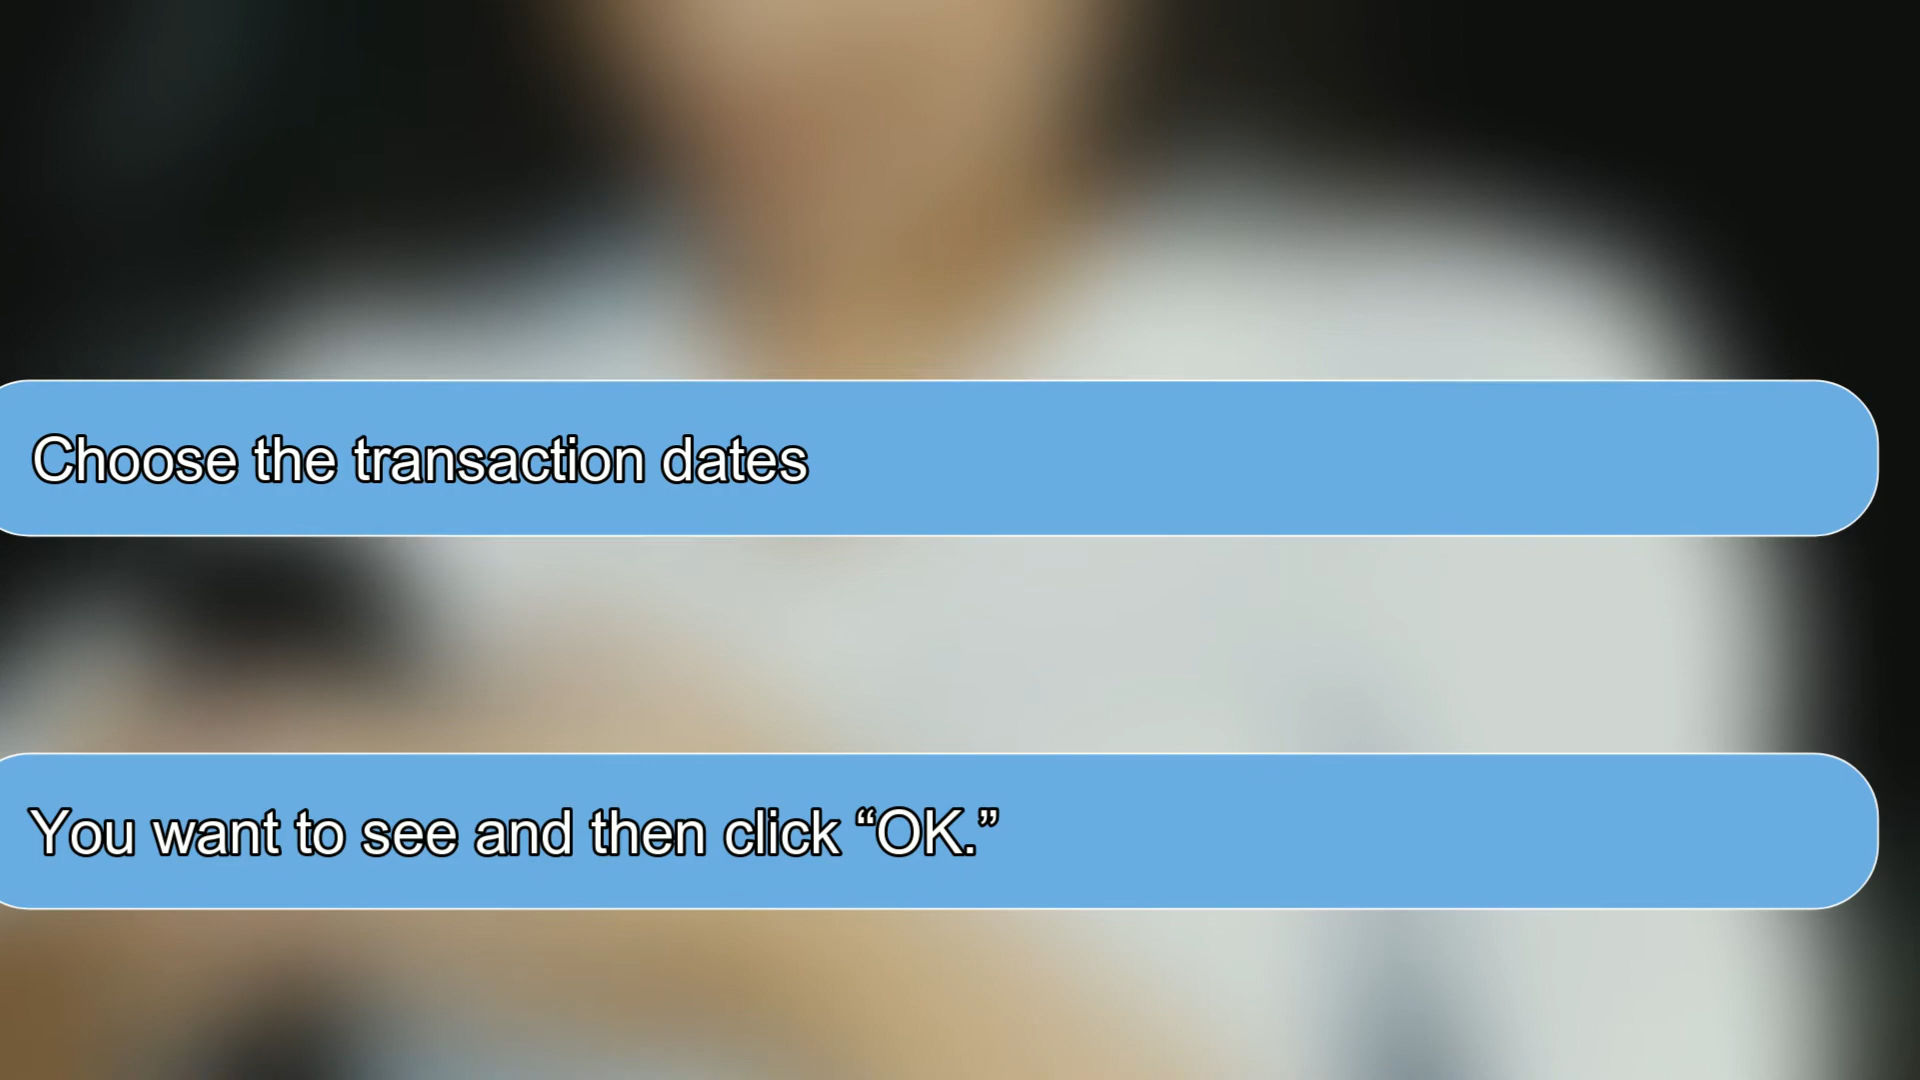 Choose the transaction dates
You want to see and then click “OK.”